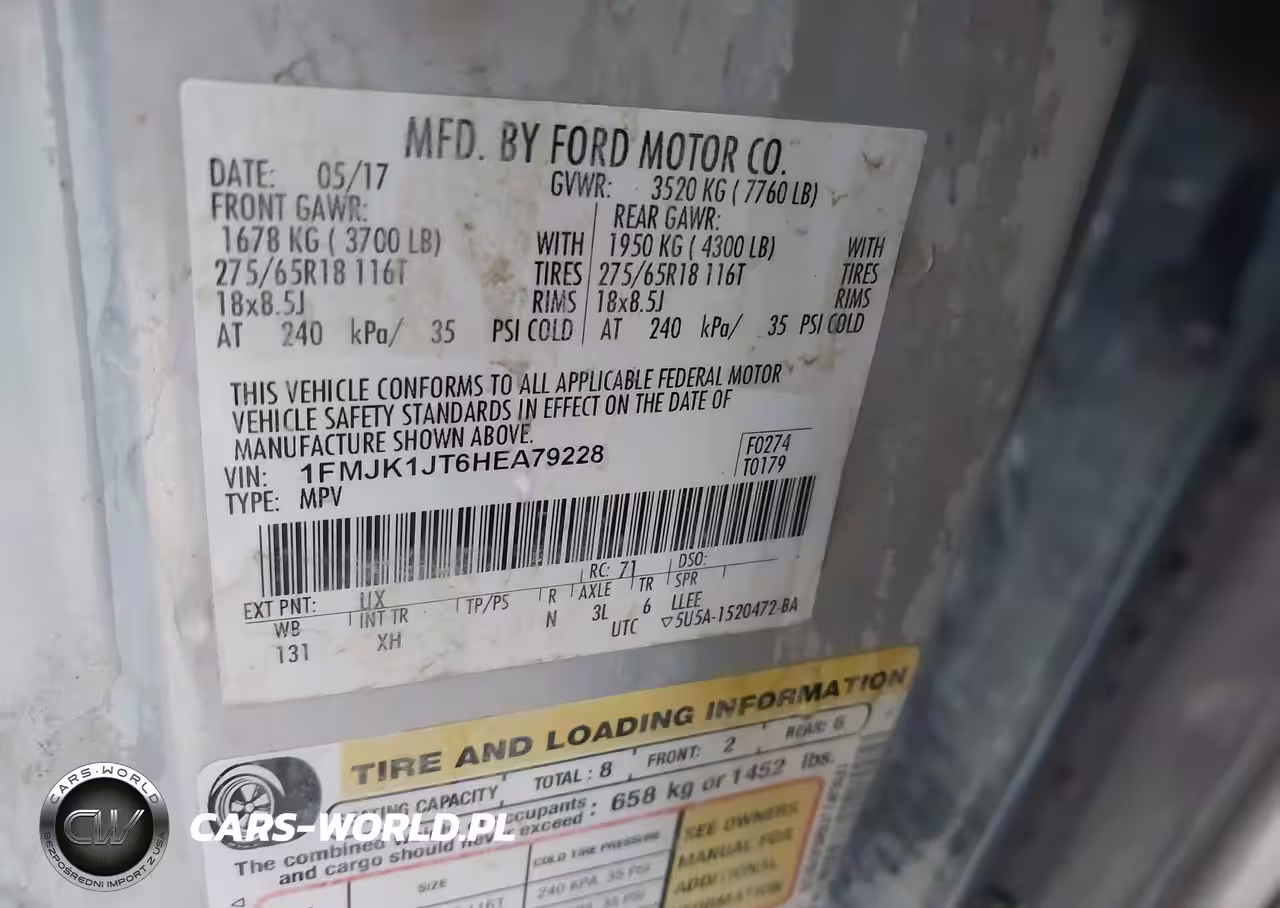 MFD. BY FORD MOTOR CO.
DATE: 05/17 GVWR: 3520 KG ( 7760 LB)
FRONT GAWR: REAR GAWR:
1678 KG ( 3700 LB) WITH 1950 KG ( 4300 LB) WITH
275/65R18 116T TIRES 275/65R18 116T TIRES
18x8.5J RIMS 18x8.5J RIMS
AT 240 kPa/ 35 PSI COLD AT 240 kPa/ 35 PSI COLD
THIS VEHICLE CONFORMS TO ALL APPLICABLE FEDERAL MOTOR
VEHICLE SAFETY STANDARDS IN EFFECT ON THE DATE OF
MANUFACTURE SHOWN ABOVE.
VIN: 1FMJK1JT6HEA79228 F0274
TYPE: MPV T0179
EXT PNT: UX RC: 71 DSO:
WB INT TR TP/PS R AXLE TR SPR
131 XH N 3L 6 LLEE
UTC ▽5U5A-1520472-BA
TIRE AND LOADING INFORMATION
CAPACITY TOTAL : 8 FRONT: 2 REAR: 6
The combined ccupants
and cargo should never exceed : 658 kg or 1452 lbs.
SIZE COLD TIRE PRESSURE SEE OWNERS
MANUAL FOR
240 KPA, 35 PSI ADDITIONAL
INFORMATION
CARS-WORLD
CW
BEZPOŚREDNI IMPORT Z USA
CARS-WORLD.PL